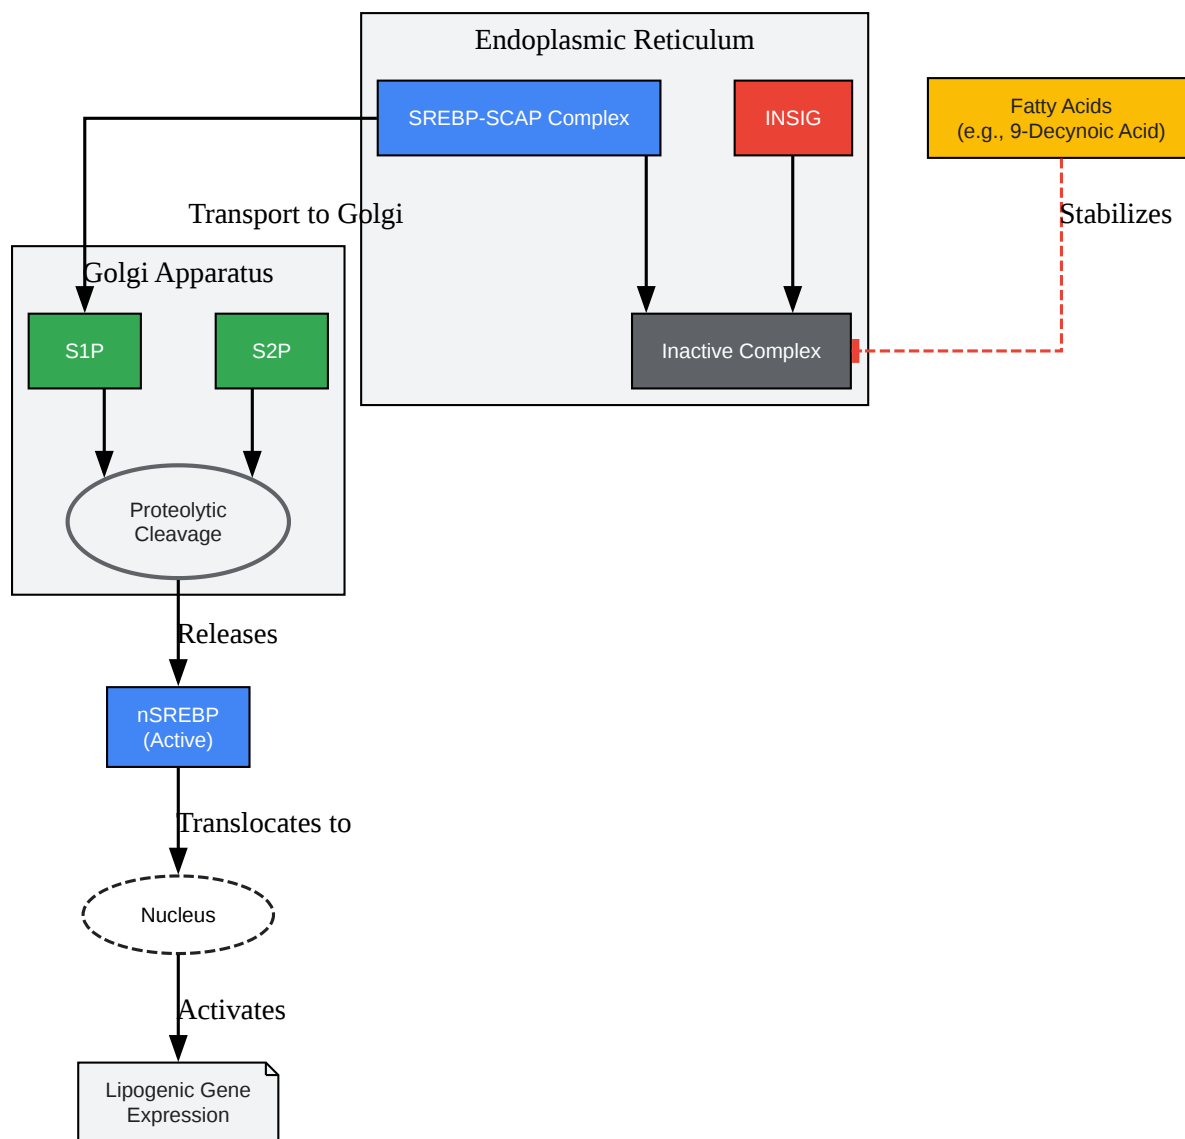 Endoplasmic Reticulum
SREBP-SCAP Complex
INSIG
Fatty Acids
(e.g., 9-Decynoic Acid)
Transport to Golgi
Stabilizes
Golgi Apparatus
S1P
S2P
Inactive Complex
Proteolytic
Cleavage
Releases
nSREBP
(Active)
Translocates to
Nucleus
Activates
Lipogenic Gene
Expression